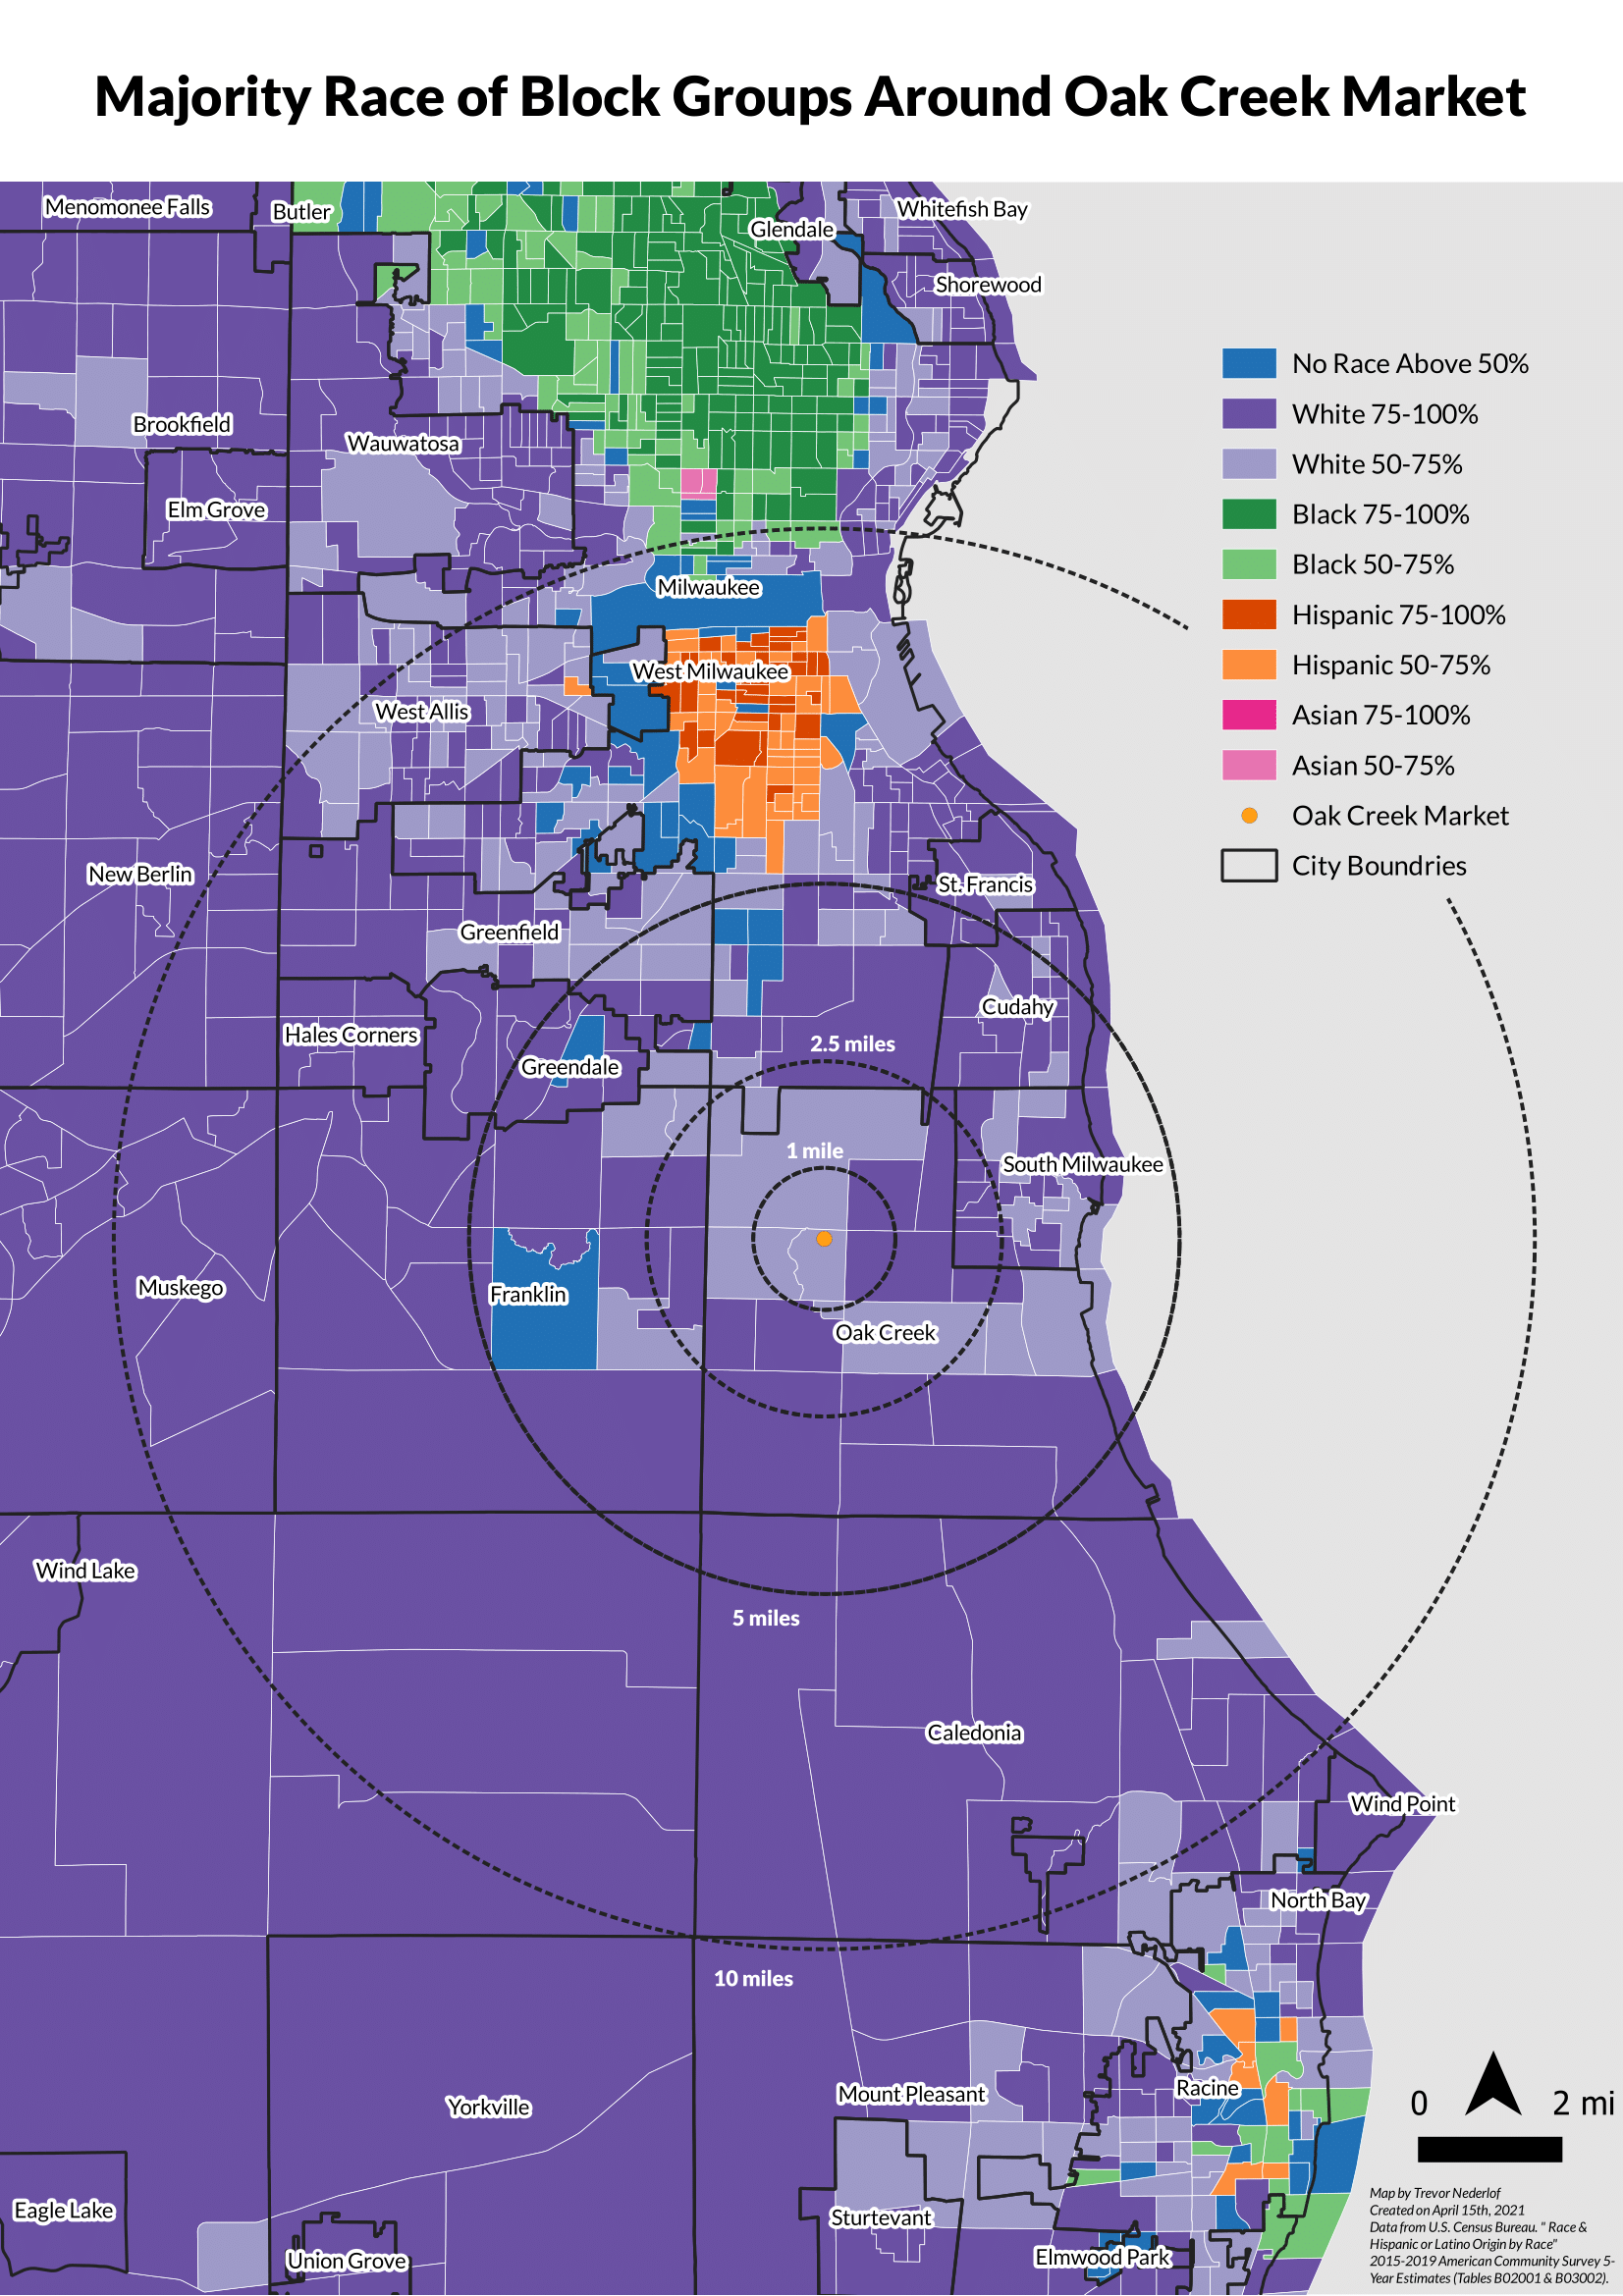 Majority Race of Block Groups Around Oak Creek Market
Menomonee Falls
Butler
Whitefish Bay
Glendale
Shorewood
Brookfield
Wauwatosa
Elm Grove
Milwaukee
West Milwaukee
West Allis
New Berlin
St. Francis
Greenfield
Cudahy
Hales Corners
2.5 miles
Greendale
1 mile
South Milwaukee
Muskego
Franklin
Oak Creek
Wind Lake
5 miles
Caledonia
Wind Point
North Bay
10 miles
Racine
Mount Pleasant
Yorkville
Eagle Lake
Sturtevant
Union Grove
Elmwood Park
No Race Above 50%
White 75-100%
White 50-75%
Black 75-100%
Black 50-75%
Hispanic 75-100%
Hispanic 50-75%
Asian 75-100%
Asian 50-75%
Oak Creek Market
City Boundries
0 2 mi
Map by Trevor Nederlof
Created on April 15th, 2021
Data from U.S. Census Bureau. " Race &
Hispanic or Latino Origin by Race"
2015-2019 American Community Survey 5-
Year Estimates (Tables B02001 & B03002).